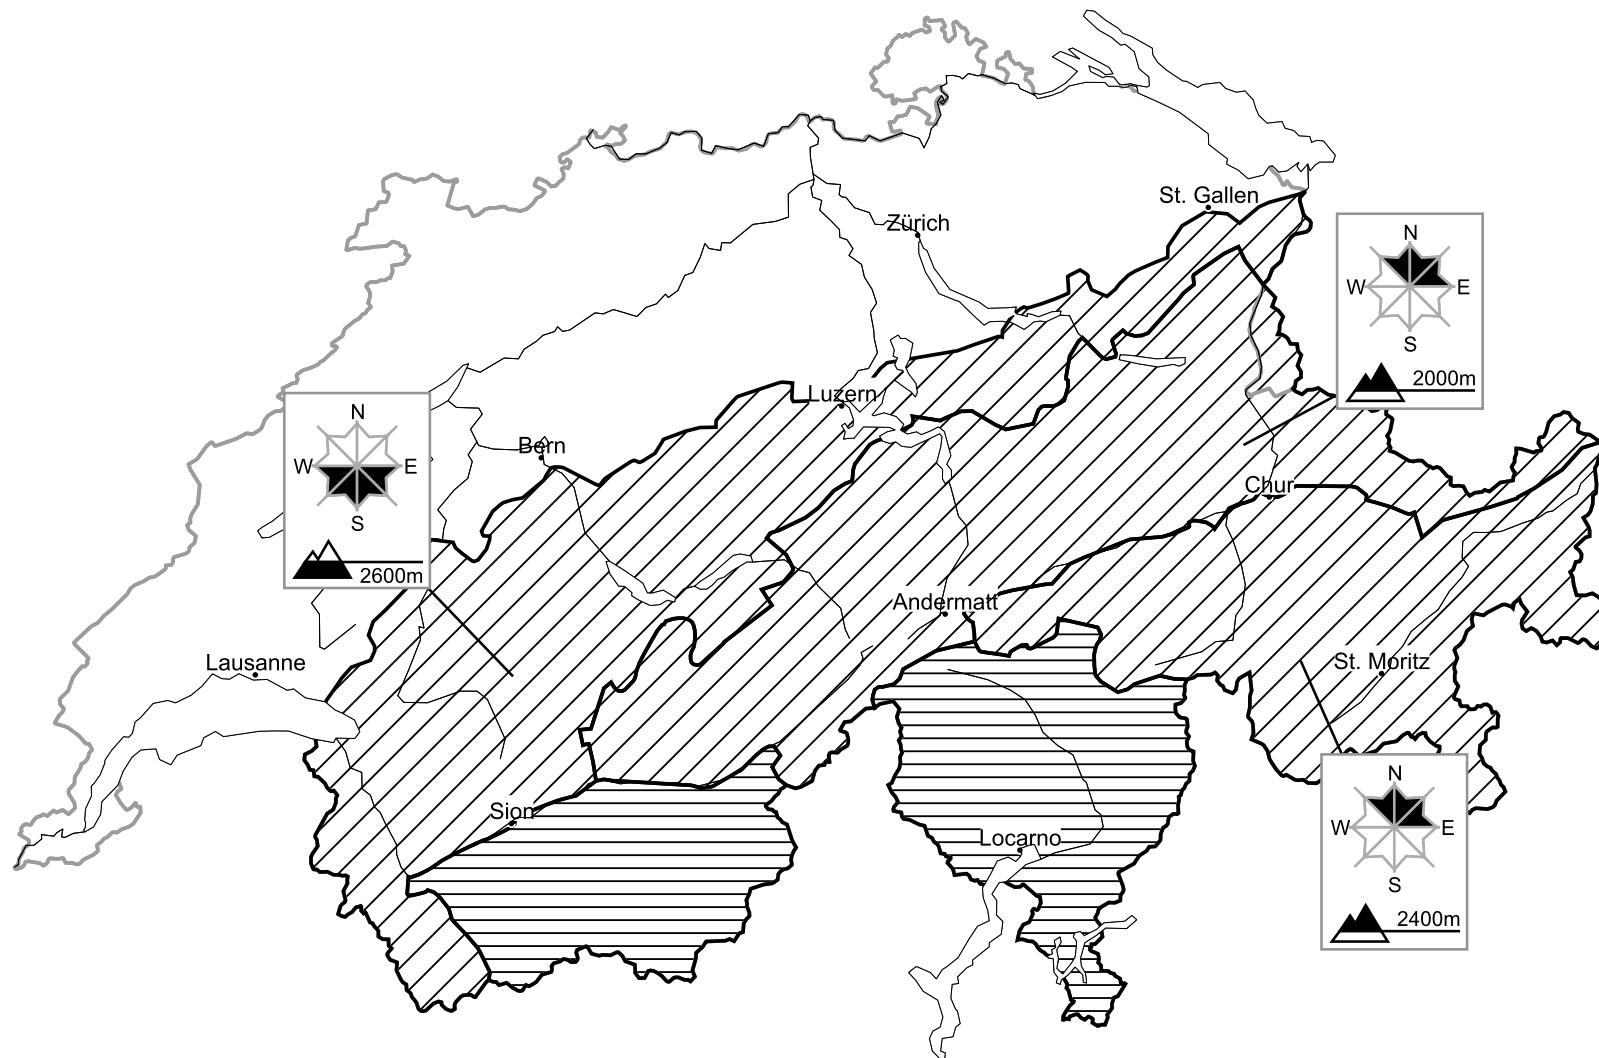 St. Gallen
Zürich
N
W E
S
2000m
Luzern
N
W E
S
2600m
Bern
Chur
Andermatt
Lausanne
St. Moritz
N
W E
S
2400m
Sion
Locarno